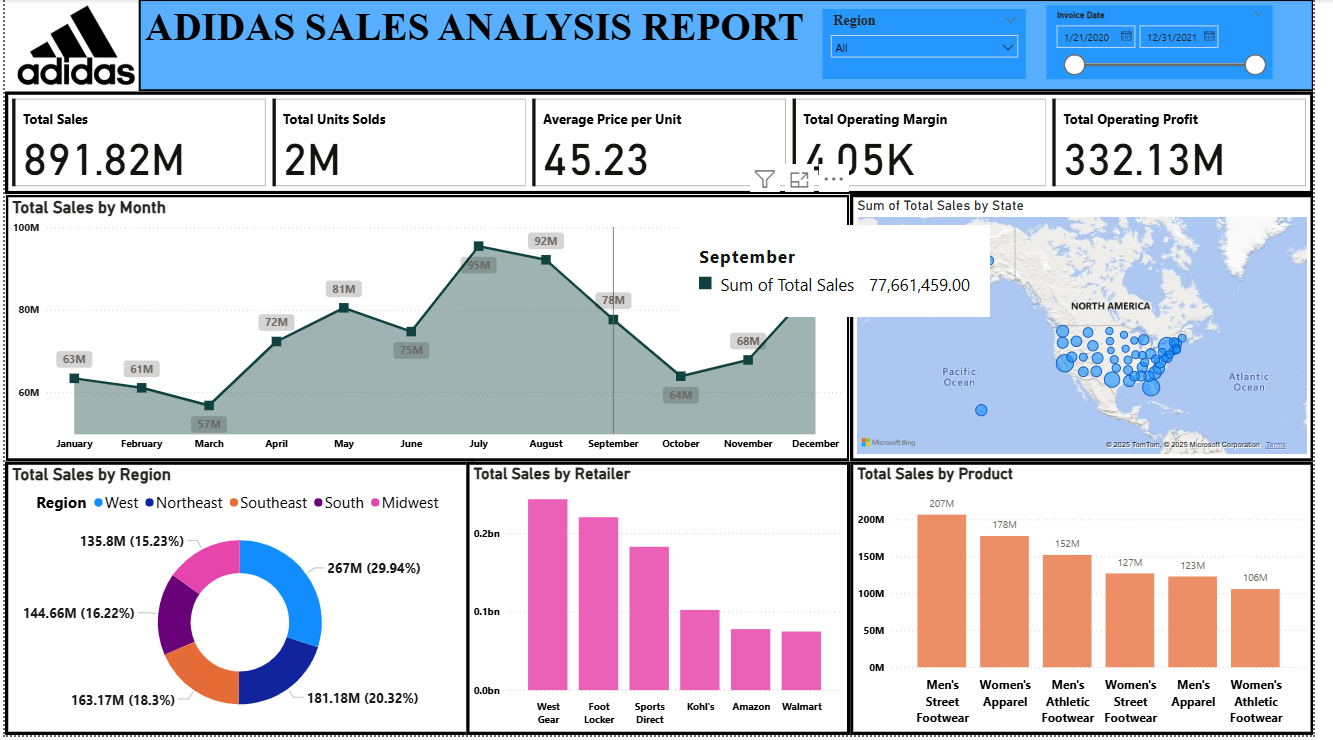 adidas
ADIDAS SALES ANALYSIS REPORT
Region
All
Invoice Date
1/21/2020
12/31/2021
Total Sales
891.82M
Total Units Solds
2M
Average Price per Unit
45.23
Total Operating Margin
4.05K
Total Operating Profit
332.13M
Total Sales by Month
100M
80M
60M
63M
61M
57M
72M
81M
75M
95M
92M
78M
64M
68M
January February March April May June July August September October November December
September
Sum of Total Sales 77,661,459.00
Sum of Total Sales by State
NORTH AMERICA
Pacific
Ocean
Atlantic
Ocean
Microsoft Bing
© 2025 TomTom, © 2025 Microsoft Corporation Terms
Total Sales by Region
Region West Northeast Southeast South Midwest
135.8M (15.23%)
267M (29.94%)
144.66M (16.22%)
163.17M (18.3%)
181.18M (20.32%)
Total Sales by Retailer
0.2bn
0.1bn
0.0bn
West
Gear
Foot
Locker
Sports
Direct
Kohl's
Amazon
Walmart
Total Sales by Product
200M
150M
100M
50M
0M
207M
178M
152M
127M
123M
106M
Men's
Street
Footwear
Women's
Apparel
Men's
Athletic
Footwear
Women's
Street
Footwear
Men's
Apparel
Women's
Athletic
Footwear